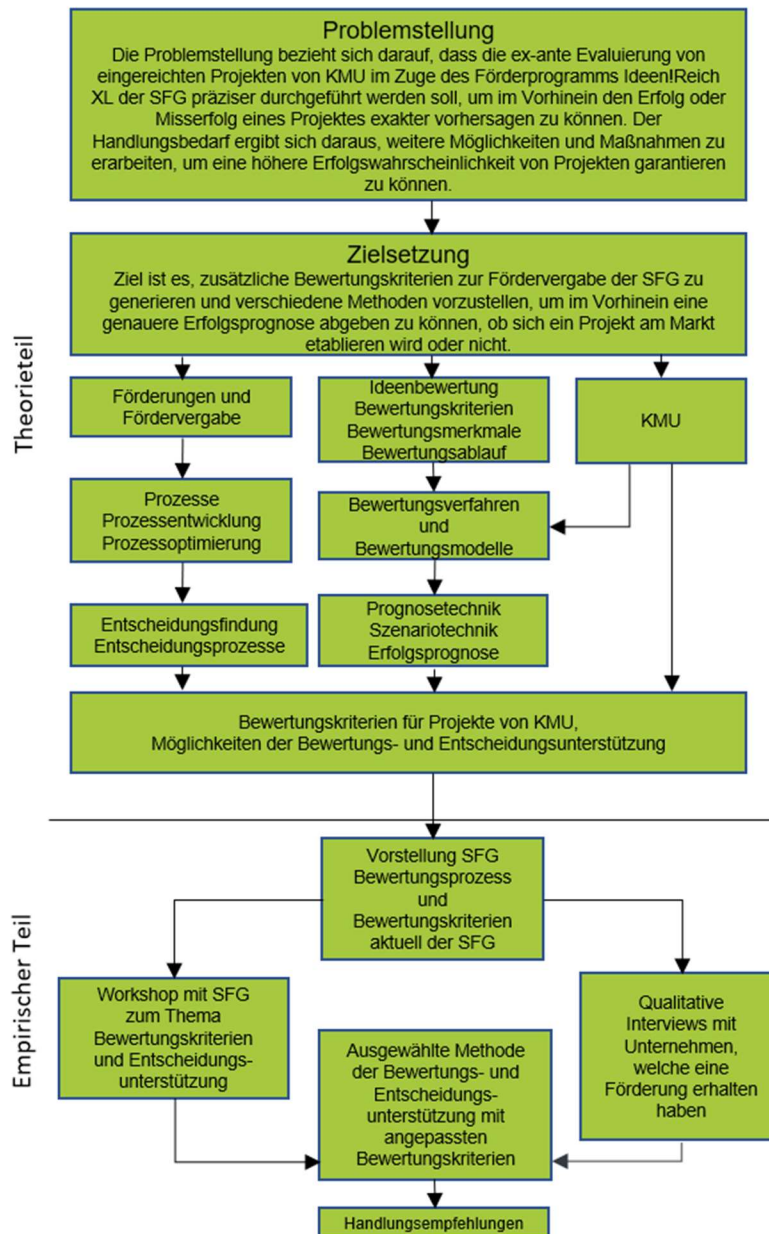 Problemstellung
Die Problemstellung bezieht sich darauf, dass die ex-ante Evaluierung von
eingereichten Projekten von KMU im Zuge des Förderprogramms Ideen!Reich
XL der SFG präziser durchgeführt werden soll, um im Vorhinein den Erfolg oder
Misserfolg eines Projektes exakter vorhersagen zu können. Der
Handlungsbedarf ergibt sich daraus, weitere Möglichkeiten und Maßnahmen zu
erarbeiten, um eine höhere Erfolgswahrscheinlichkeit von Projekten garantieren
zu können.
Zielsetzung
Ziel ist es, zusätzliche Bewertungskriterien zur Fördervergabe der SFG zu
generieren und verschiedene Methoden vorzustellen, um im Vorhinein eine
genauere Erfolgsprognose abgeben zu können, ob sich ein Projekt am Markt
etablieren wird oder nicht.
Theorieteil
Förderungen und
Fördervergabe
Ideenbewertung
Bewertungskriterien
Bewertungsmerkmale
Bewertungsablauf
KMU
Prozesse
Prozessentwicklung
Prozessoptimierung
Bewertungsverfahren
und
Bewertungsmodelle
Entscheidungsfindung
Entscheidungsprozesse
Prognosetechnik
Szenariotechnik
Erfolgsprognose
Bewertungskriterien für Projekte von KMU,
Möglichkeiten der Bewertungs- und Entscheidungsunterstützung
Empirischer Teil
Vorstellung SFG
Bewertungsprozess
und
Bewertungskriterien
aktuell der SFG
Workshop mit SFG
zum Thema
Bewertungskriterien
und Entscheidungs-
unterstützung
Ausgewählte Methode
der Bewertungs- und
Entscheidungs-
unterstützung mit
angepassten
Bewertungskriterien
Qualitative
Interviews mit
Unternehmen,
welche eine
Förderung erhalten
haben
Handlungsempfehlungen